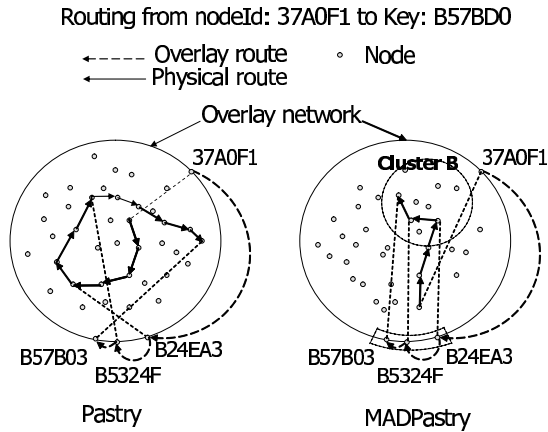 Routing from nodeId: 37A0F1 to Key: B57BD0
Overlay route
Node
Physical route
Overlay network
37A0F1
Cluster B
37A0F1
B57B03
B5324F
B24EA3
B57B03
B5324F
B24EA3
Pastry
MADPastry